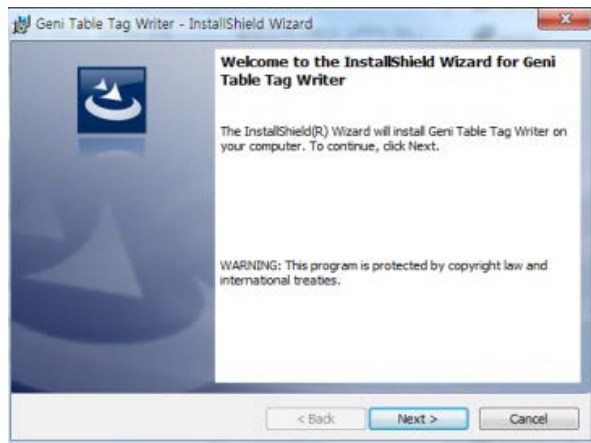 Geni Table Tag Writer - InstallShield Wizard
Welcome to the InstallShield Wizard for Geni
Table Tag Writer
The InstallShield(R) Wizard will install Geni Table Tag Writer on
your computer. To continue, click Next.
WARNING: This program is protected by copyright law and
international treaties.
< Back
Next >
Cancel